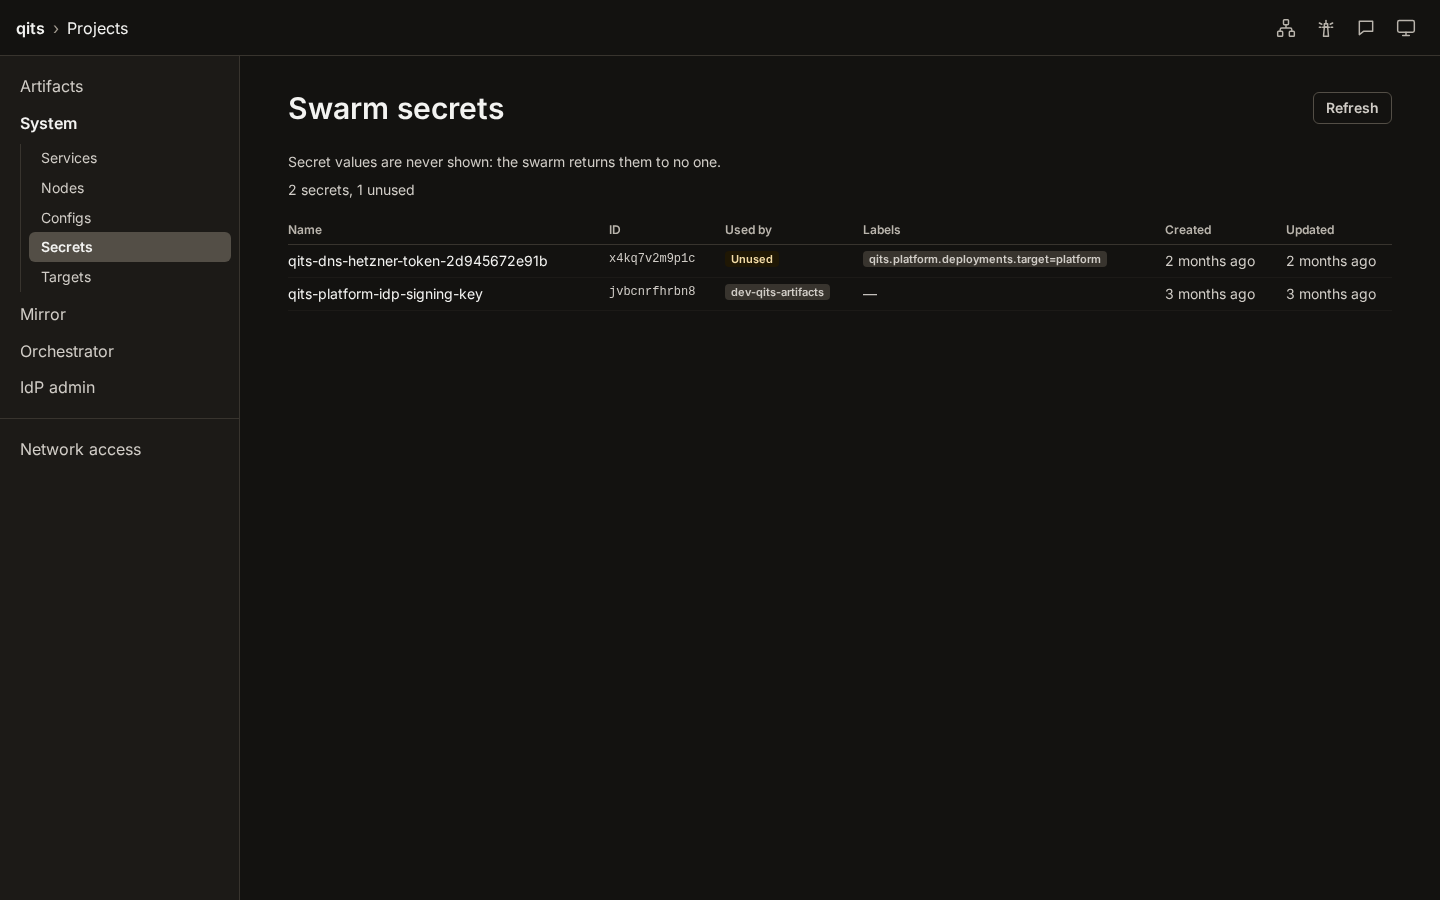 qits › Projects
Artifacts
System
Services
Nodes
Configs
Secrets
Targets
Mirror
Orchestrator
IdP admin
Network access
Swarm secrets
Refresh
Secret values are never shown: the swarm returns them to no one.
2 secrets, 1 unused
Name ID Used by Labels Created Updated
qits-dns-hetzner-token-2d945672e91b x4kq7v2m9p1c Unused qits.platform.deployments.target=platform 2 months ago 2 months ago
qits-platform-idp-signing-key jvbcnrfhrbn8 dev-qits-artifacts — 3 months ago 3 months ago